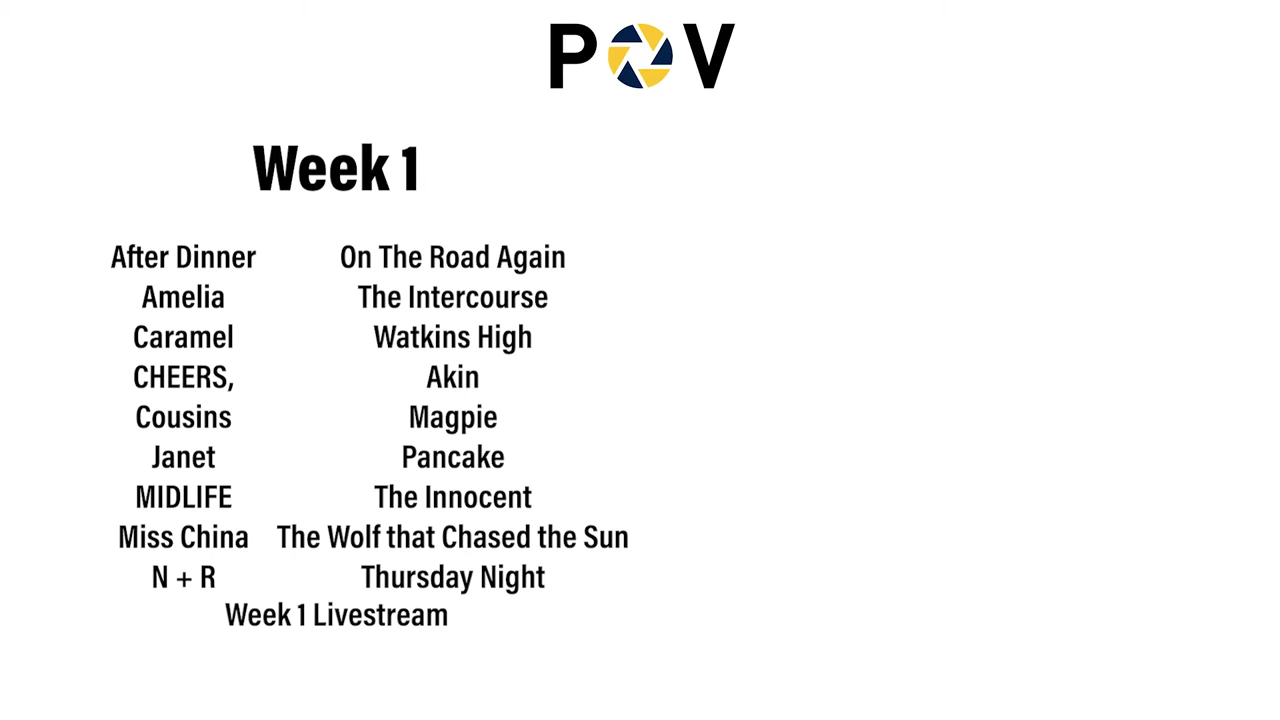 POV
Week 1
After Dinner
Amelia
Caramel
CHEERS,
Cousins
Janet
MIDLIFE
Miss China
N + R
On The Road Again
The Intercourse
Watkins High
Akin
Magpie
Pancake
The Innocent
The Wolf that Chased the Sun
Thursday Night
Week 1 Livestream